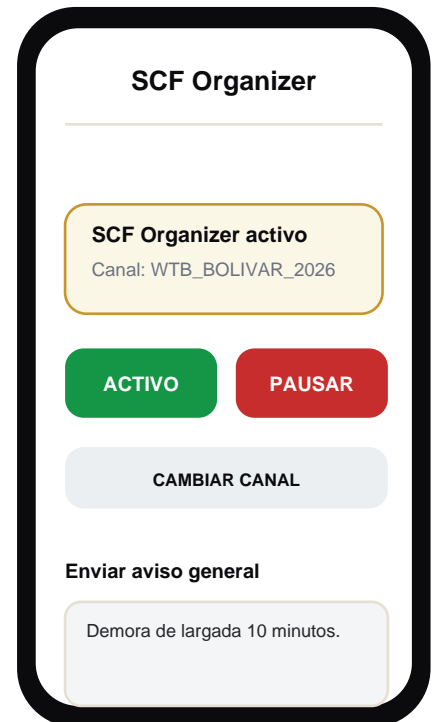 SCF Organizer
SCF Organizer activo
Canal: WTB_BOLIVAR_2026
ACTIVO
PAUSAR
CAMBIAR CANAL
Enviar aviso general
Demora de largada 10 minutos.